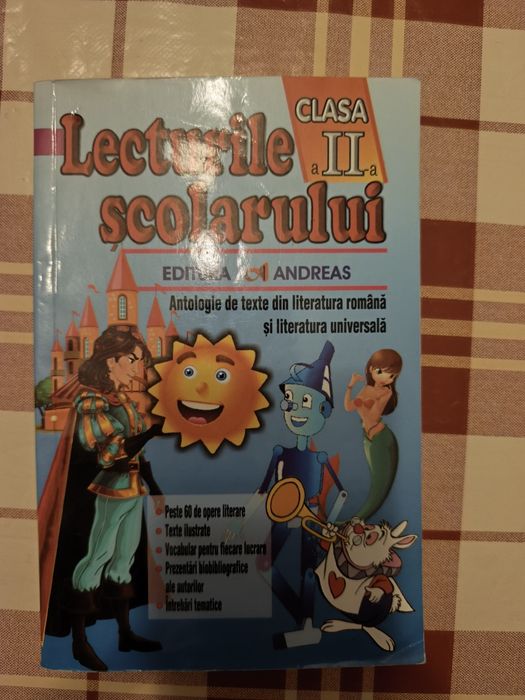 Lecturile
școlarului
CLASA
a II-a
EDITURA ANDREAS
Antologie de texte din literatura română
și literatura universală
Peste 60 de opere literare
Texte ilustrate
Vocabular pentru fiecare lucrare
Prezentări biobibliografice
ale autorilor
Întrebări tematice